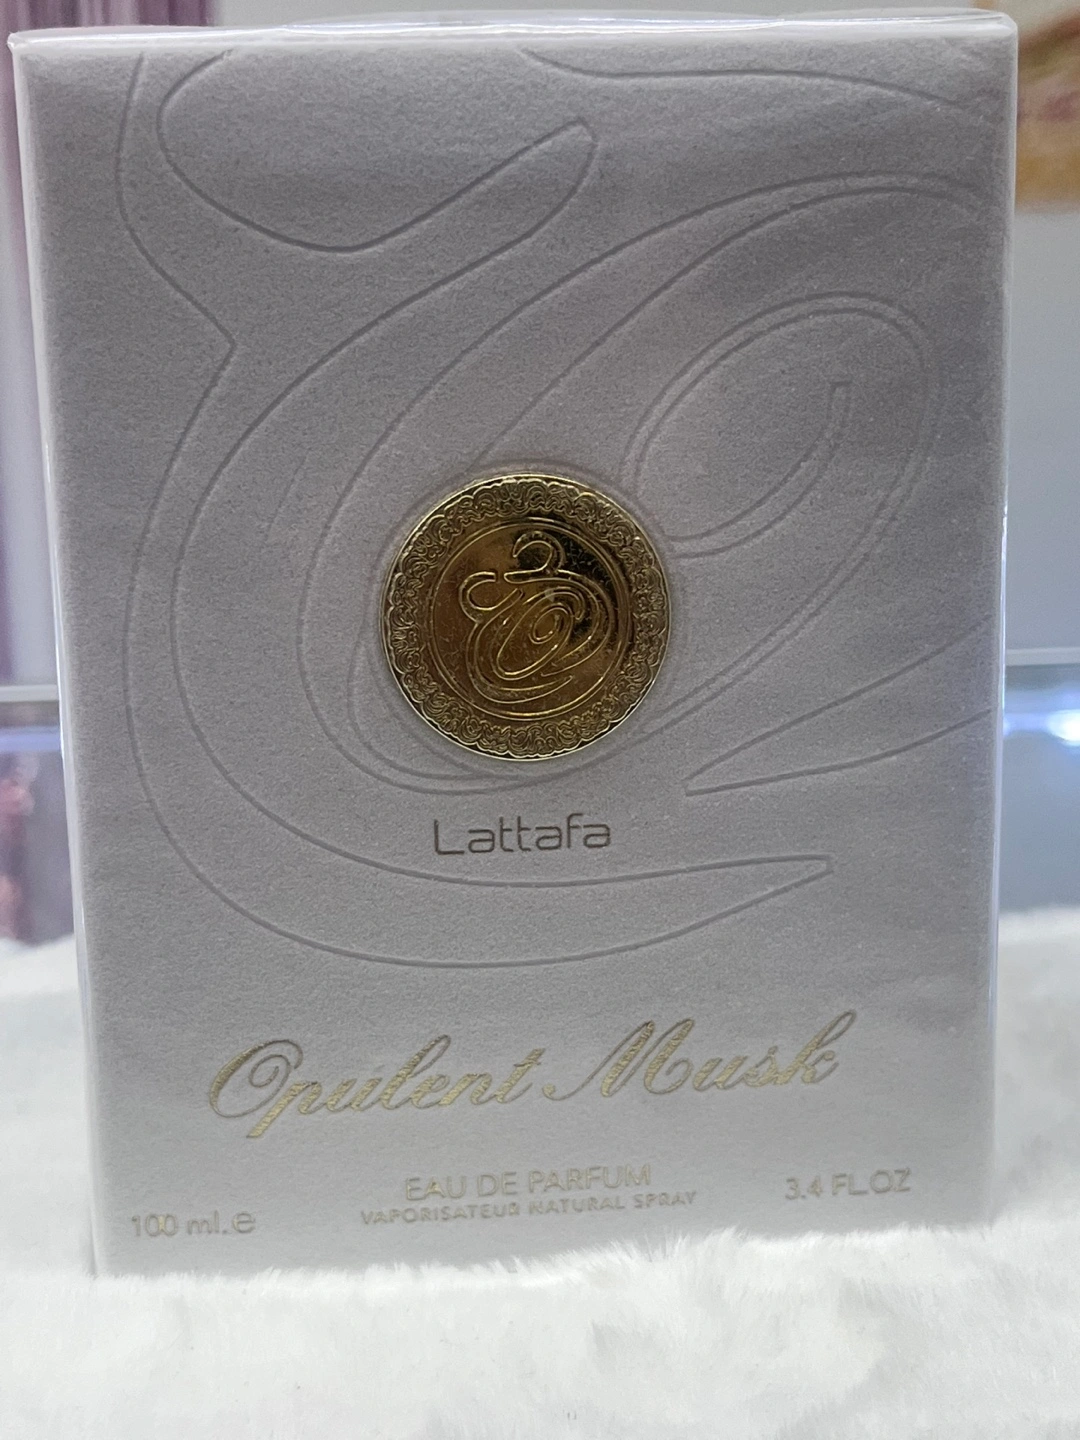 Lattafa
Opulent Musk
EAU DE PARFUM
VAPORISATEUR NATURAL SPRAY
100 ml.e
3.4 FL.OZ